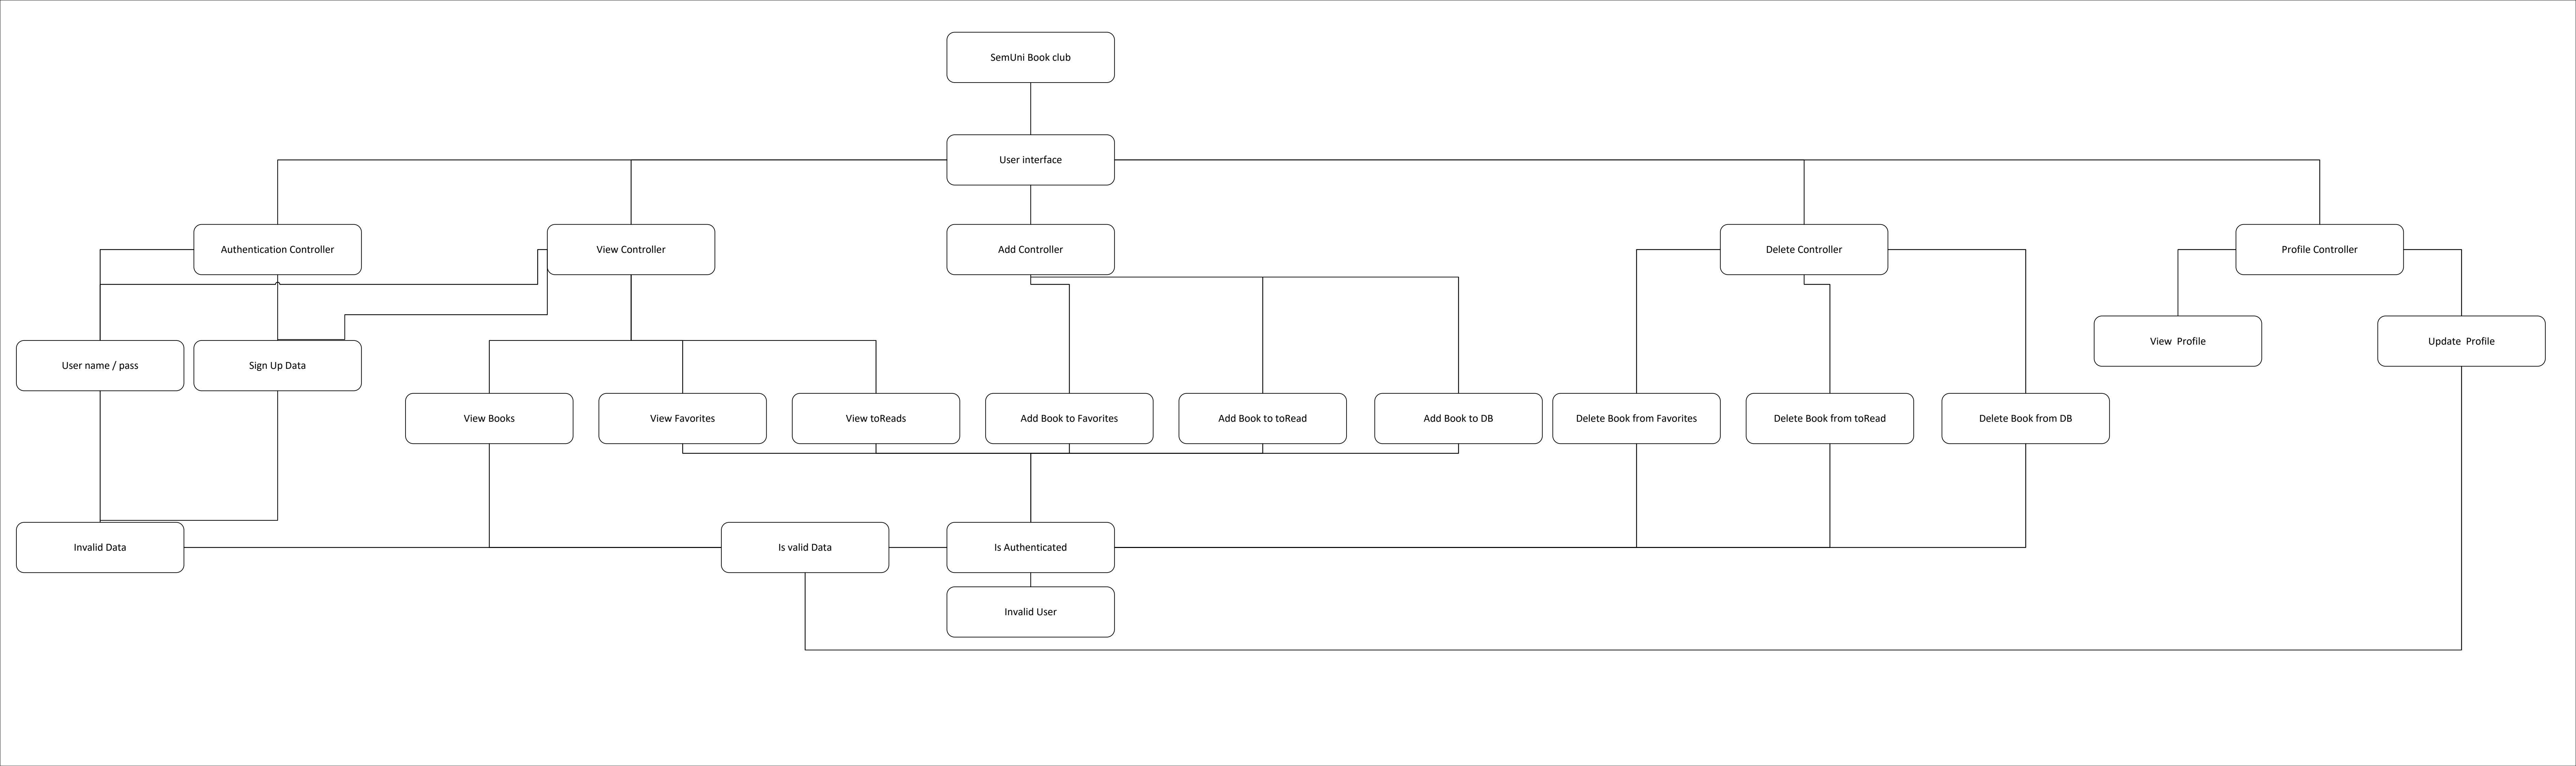 SemUni Book club
User interface
Authentication Controller
View Controller
Add Controller
Delete Controller
Profile Controller
View  Profile
Update  Profile
User name / pass
Sign Up Data
View Books
View Favorites
View toReads
Add Book to Favorites
Add Book to toRead
Add Book to DB
Delete Book from Favorites
Delete Book from toRead
Delete Book from DB
Invalid Data
Is valid Data
Is Authenticated
Invalid User